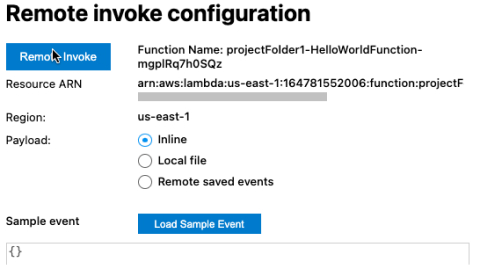 Remote invoke configuration
Remote Invoke
Function Name: projectFolder1-HelloWorldFunction-
mgplRq7h0SQz
Resource ARN
arn:aws:lambda:us-east-1:164781552006:function:projectF
Region:
us-east-1
Payload:
Inline
Local file
Remote saved events
Sample event
Load Sample Event
{}